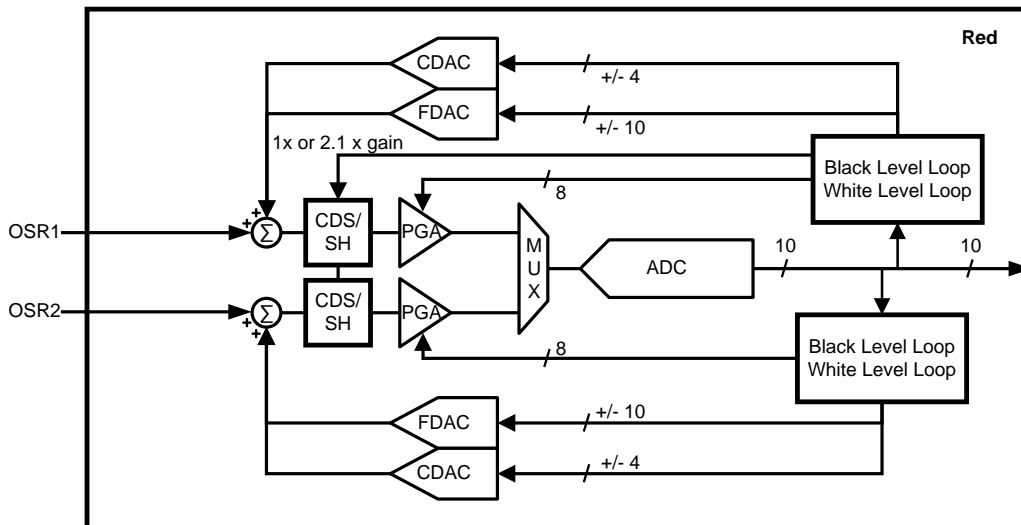 Red
CDAC
+/- 4
FDAC
+/- 10
1x or 2.1 x gain
Black Level Loop
White Level Loop
8
OSR1
+
+
Σ
CDS/
SH
PGA
MUX
ADC
10
10
OSR2
+
+
Σ
CDS/
SH
PGA
8
Black Level Loop
White Level Loop
FDAC
+/- 10
CDAC
+/- 4